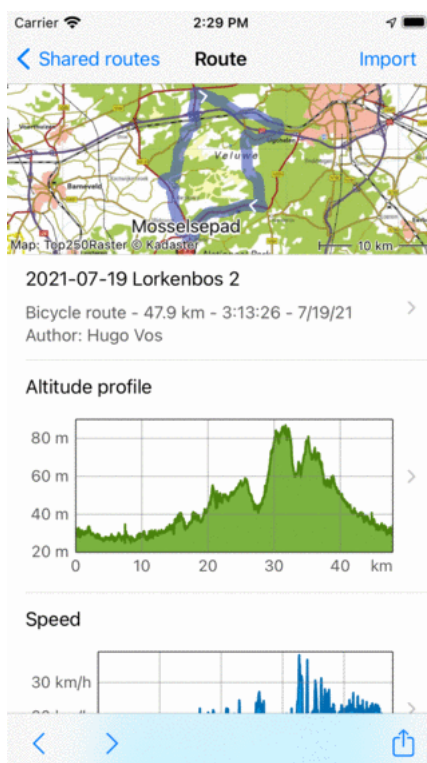 Carrier 2:29 PM
Shared routes Route Import
Veluwe
Barneveld
Mosselsepad
Map: Top250Raster © Kadaster
10 km
2021-07-19 Lorkenbos 2
Bicycle route - 47.9 km - 3:13:26 - 7/19/21
Author: Hugo Vos
Altitude profile
80 m
60 m
40 m
20 m
0 10 20 30 40 km
Speed
30 km/h